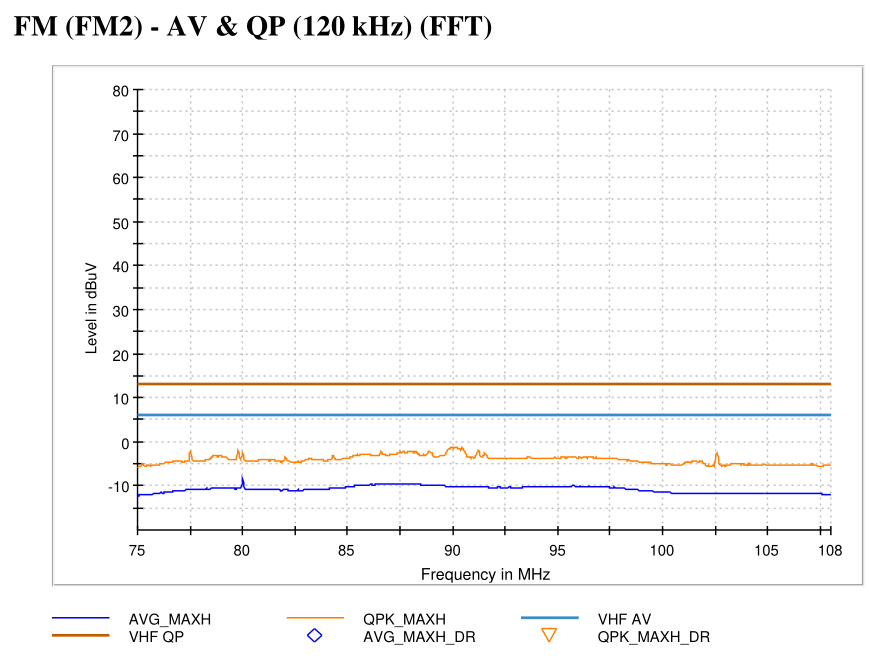 FM (FM2) - AV & QP (120 kHz) (FFT)
80
70
60
50
40
30
20
10
0
-10
Level in dBuV
75 80 85 90 95 100 105 108
Frequency in MHz
AVG_MAXH QPK_MAXH VHF AV
VHF QP AVG_MAXH_DR QPK_MAXH_DR